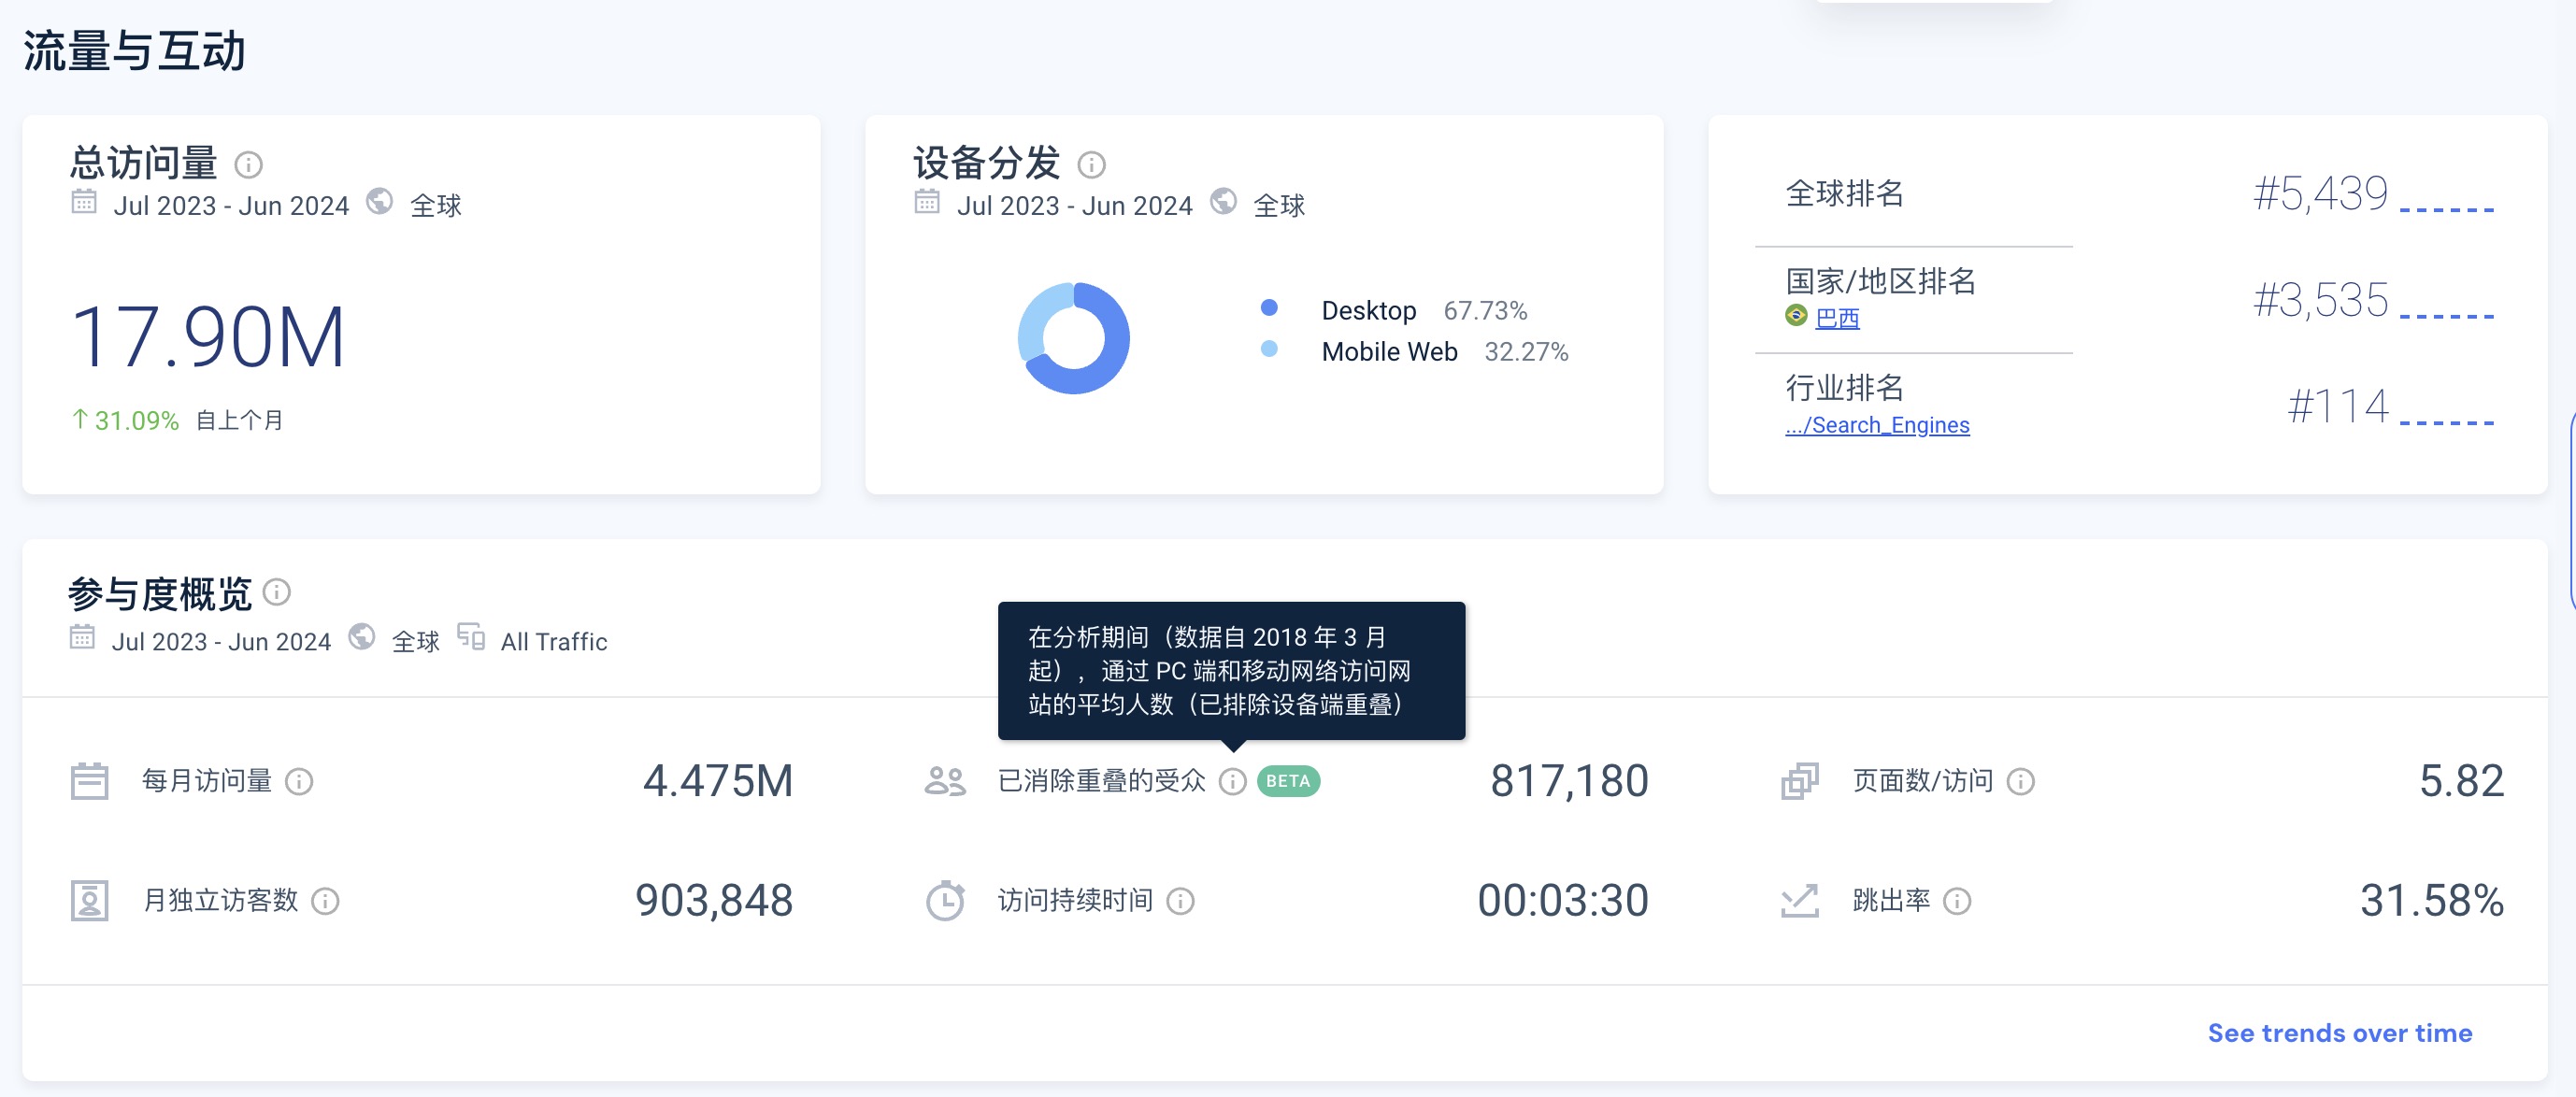 流量与互动
总访问量
Jul 2023 - Jun 2024 全球
17.90M
↑ 31.09% 自上个月
设备分发
Jul 2023 - Jun 2024 全球
Desktop 67.73%
Mobile Web 32.27%
全球排名 #5,439
国家/地区排名 #3,535
巴西
行业排名 #114
.../Search_Engines
参与度概览
Jul 2023 - Jun 2024 全球 All Traffic
在分析期间（数据自 2018 年 3 月
起），通过 PC 端和移动网络访问网
站的平均人数（已排除设备端重叠）
每月访问量 4.475M
已消除重叠的受众 BETA 817,180
页面数/访问 5.82
月独立访客数 903,848
访问持续时间 00:03:30
跳出率 31.58%
See trends over time